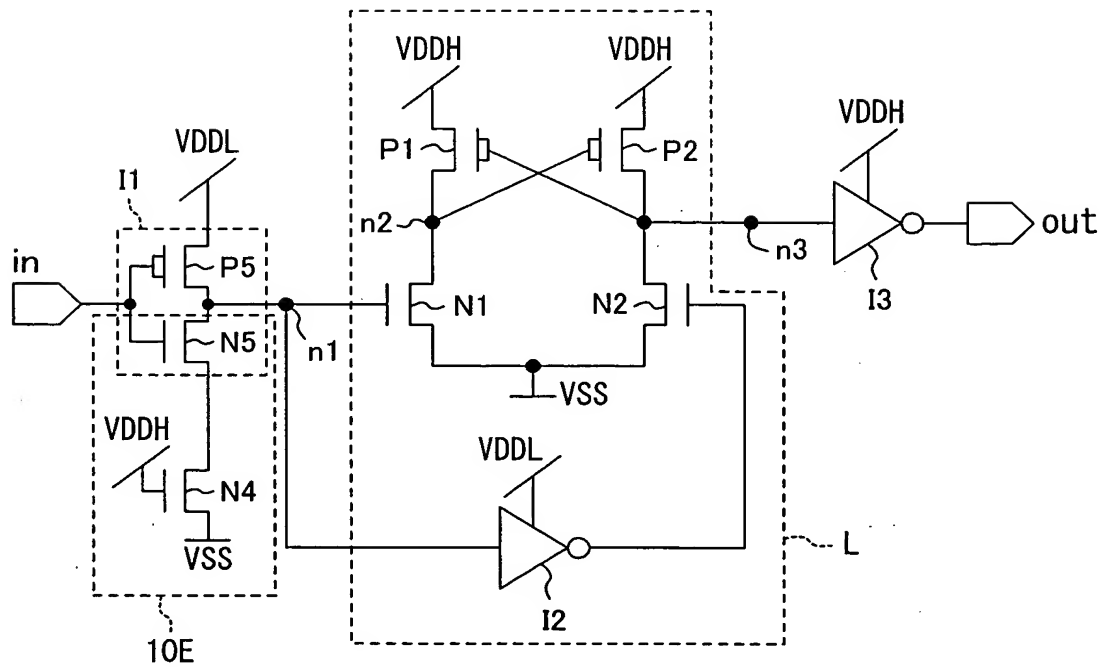 VDDH
VDDH
P1
P2
VDDH
VDDL
I1
n2
n3
out
I3
in
P5
N1
N2
n1
N5
VSS
VDDH
VDDL
N4
VSS
L
I2
10E